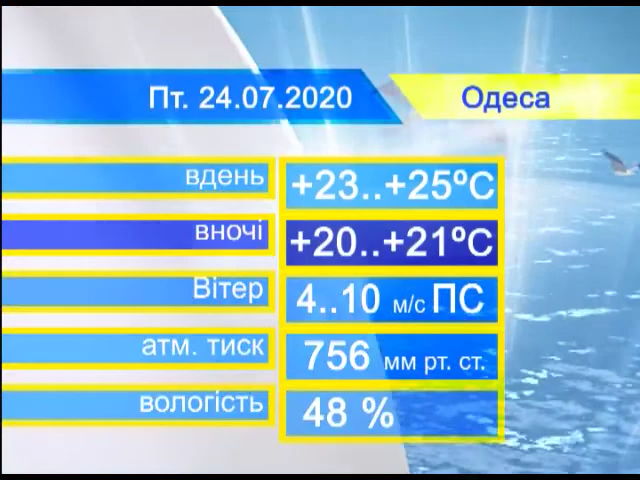 Пт. 24.07.2020
Одеса
вдень +23..+25ºC
вночі +20..+21ºC
Вітер 4..10 м/с ПС
атм. тиск 756 мм рт. ст.
вологість 48 %